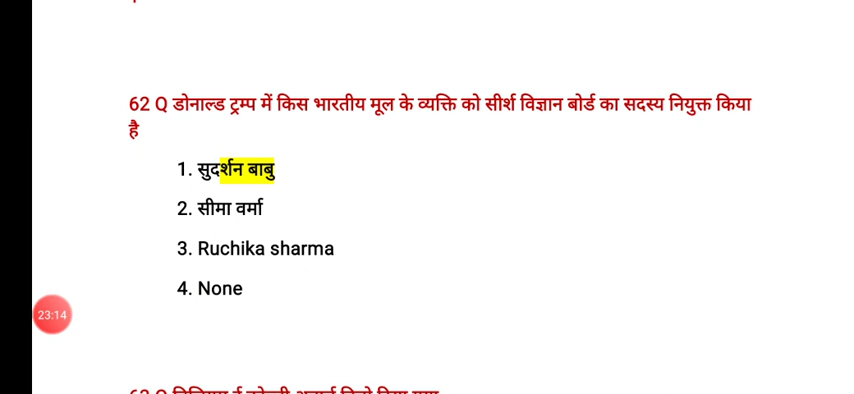 62 Q डोनाल्ड ट्रम्प में किस भारतीय मूल के व्यक्ति को सीर्श विज्ञान बोर्ड का सदस्य नियुक्त किया
है
1. सुदर्शन बाबु
2. सीमा वर्मा
3. Ruchika sharma
4. None
23:14